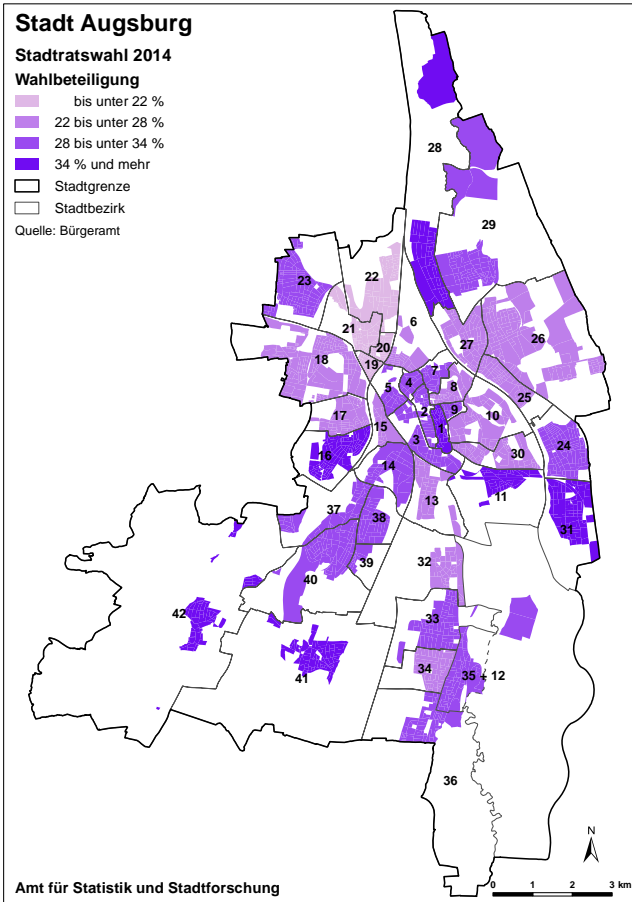 Stadt Augsburg
Stadtratswahl 2014
Wahlbeteiligung
bis unter 22 %
22 bis unter 28 %
28 bis unter 34 %
34 % und mehr
Stadtgrenze
Stadtbezirk
Quelle: Bürgeramt
28
29
22
23
6
21
20
27
26
19
18
7
4
5
8
25
2
9
17
10
15
1
3
24
16
30
14
11
13
31
37
38
32
39
40
42
33
34
35 + 12
41
36
N
Amt für Statistik und Stadtforschung
0 1 2 3 km